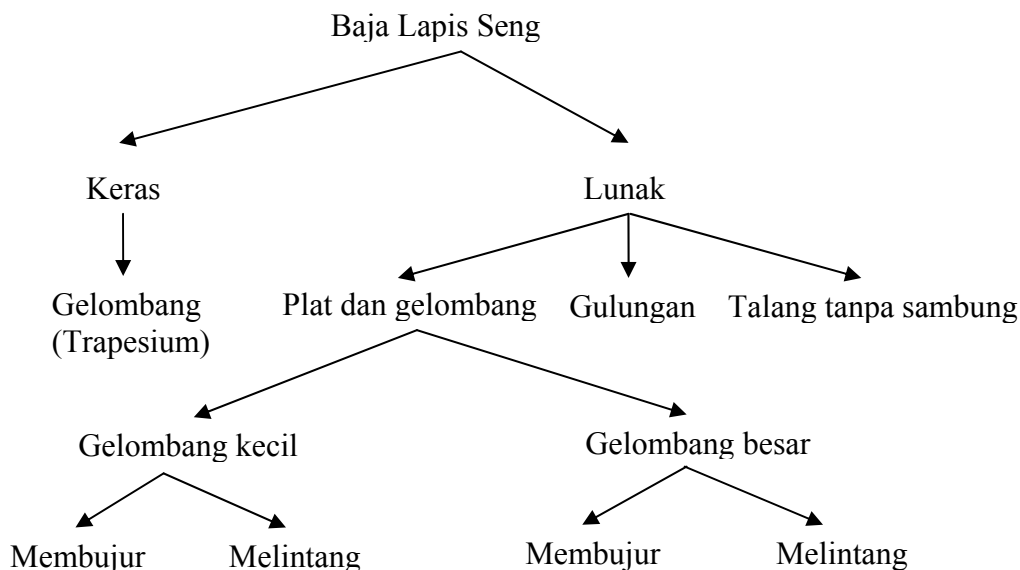 Baja Lapis Seng
Keras
Lunak
Gelombang
(Trapesium)
Plat dan gelombang
Gulungan
Talang tanpa sambung
Gelombang kecil
Gelombang besar
Membujur
Melintang
Membujur
Melintang